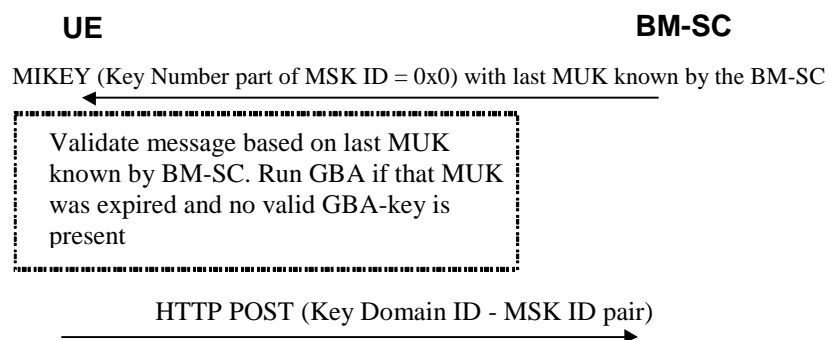 UE
BM-SC
MIKEY (Key Number part of MSK ID = 0x0) with last MUK known by the BM-SC
Validate message based on last MUK
known by BM-SC. Run GBA if that MUK
was expired and no valid GBA-key is
present
HTTP POST (Key Domain ID - MSK ID pair)